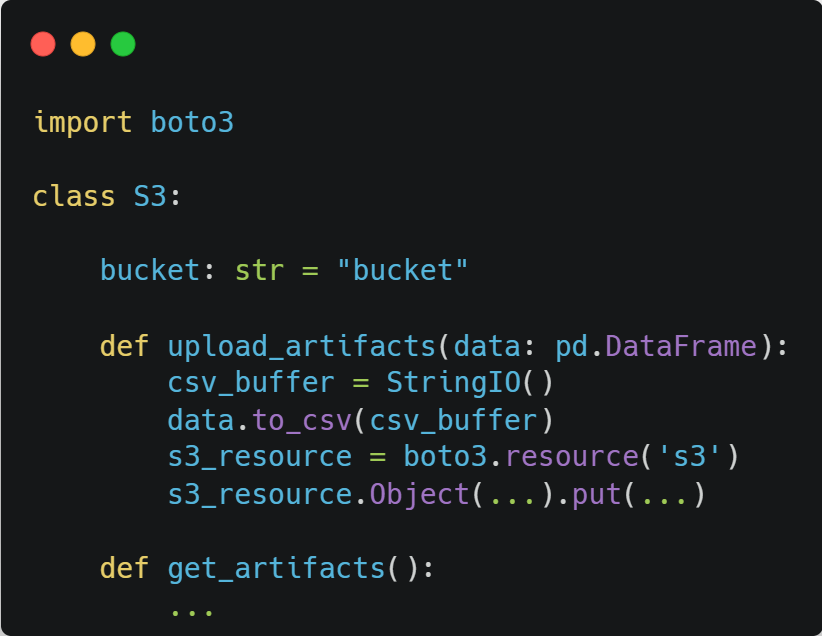 import boto3
class S3:
    bucket: str = "bucket"
    def upload_artifacts(data: pd.DataFrame):
        csv_buffer = StringIO()
        data.to_csv(csv_buffer)
        s3_resource = boto3.resource('s3')
        s3_resource.Object(...).put(...)
    def get_artifacts():
        ...